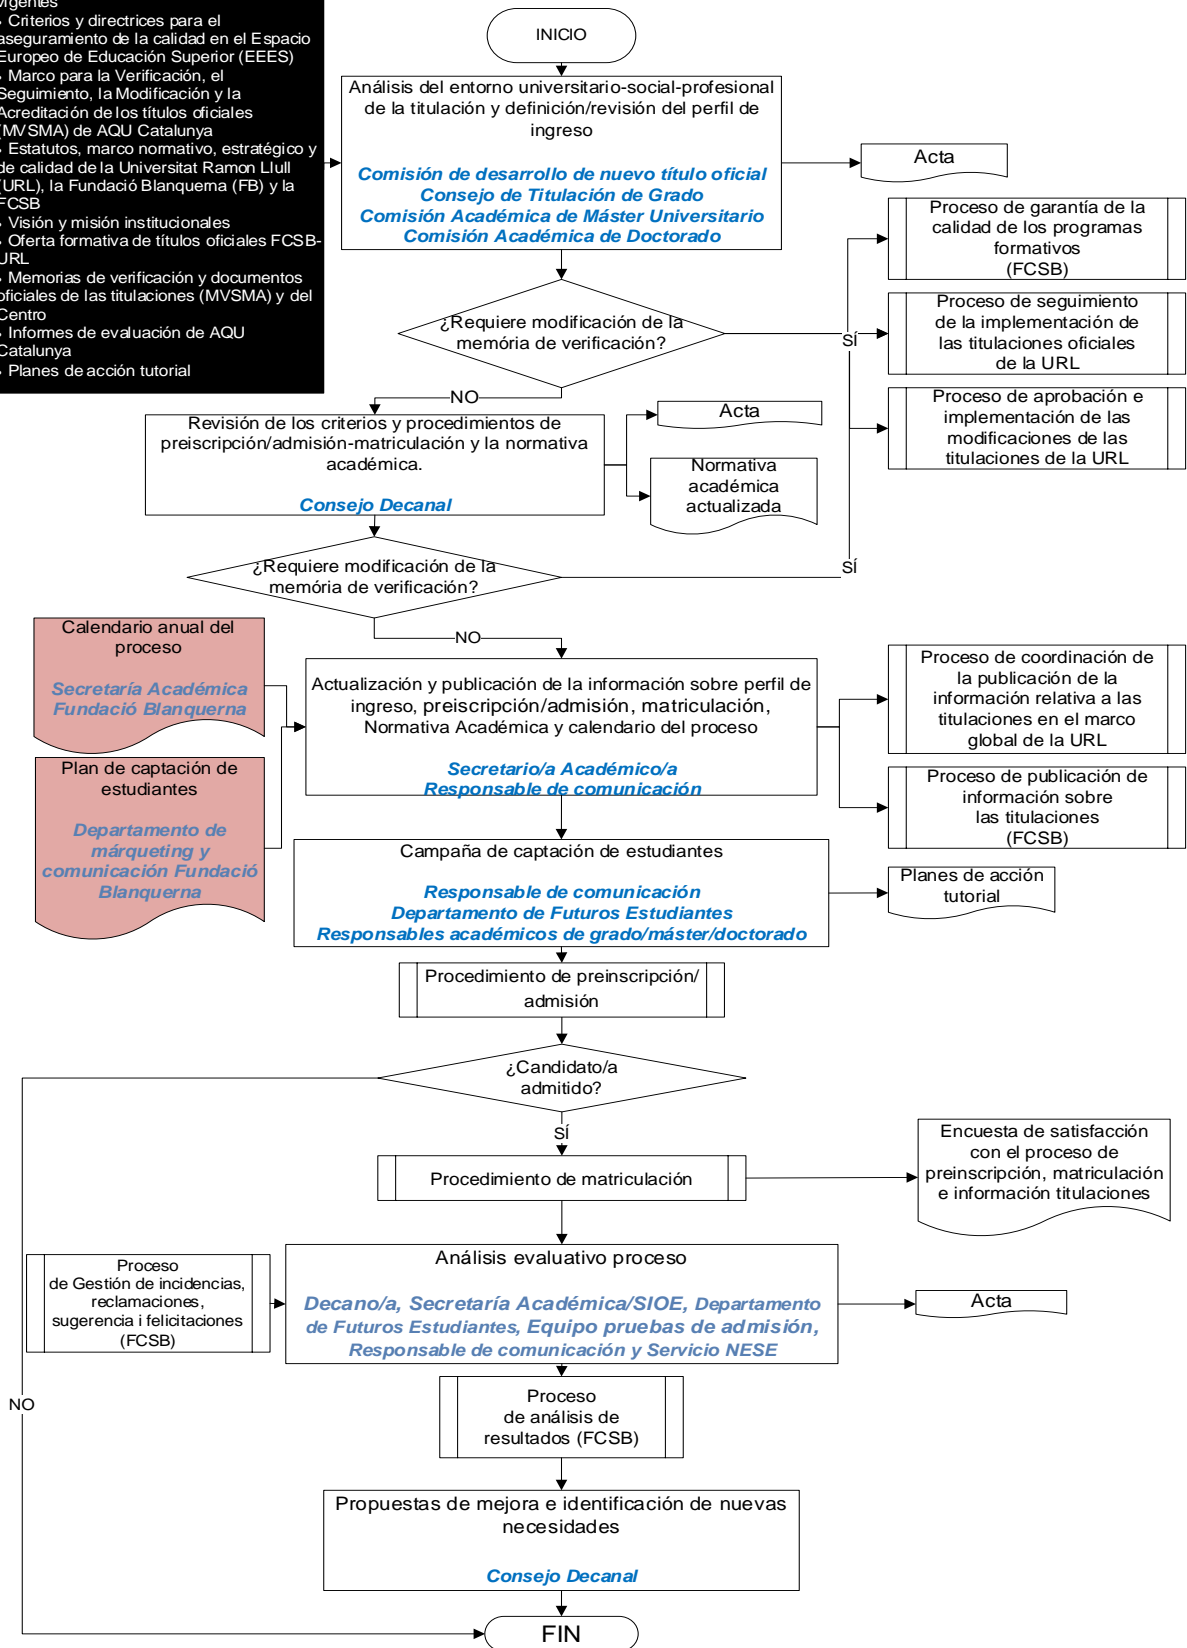 vigentes
• Criterios y directrices para el
aseguramiento de la calidad en el Espacio
Europeo de Educación Superior (EEES)
• Marco para la Verificación, el
Seguimiento, la Modificación y la
Acreditación de los títulos oficiales
(MVSMA) de AQU Catalunya
• Estatutos, marco normativo, estratégico y
de calidad de la Universitat Ramon Llull
(URL), la Fundació Blanquerna (FB) y la
FCSB
• Visión y misión institucionales
• Oferta formativa de títulos oficiales FCSB-
URL
• Memorias de verificación y documentos
oficiales de las titulaciones (MVSMA) y del
Centro
• Informes de evaluación de AQU
Catalunya
• Planes de acción tutorial
INICIO
Análisis del entorno universitario-social-profesional
de la titulación y definición/revisión del perfil de
ingreso
Comisión de desarrollo de nuevo título oficial
Consejo de Titulación de Grado
Comisión Académica de Máster Universitario
Comisión Académica de Doctorado
Acta
Proceso de garantía de la
calidad de los programas
formativos
(FCSB)
¿Requiere modificación de la
memória de verificación?
SÍ
Proceso de seguimiento
de la implementación de
las titulaciones oficiales
de la URL
Proceso de aprobación e
implementación de las
modificaciones de las
titulaciones de la URL
NO
Revisión de los criterios y procedimientos de
preiscripción/admisión-matriculación y la normativa
académica.
Consejo Decanal
Acta
Normativa
académica
actualizada
¿Requiere modificación de la
memória de verificación?
SÍ
NO
Calendario anual del
proceso
Secretaría Académica
Fundació Blanquerna
Plan de captación de
estudiantes
Departamento de
márqueting y
comunicación Fundació
Blanquerna
Actualización y publicación de la información sobre perfil de
ingreso, preiscripción/admisión, matriculación,
Normativa Académica y calendario del proceso
Secretario/a Académico/a
Responsable de comunicación
Proceso de coordinación de
la publicación de la
información relativa a las
titulaciones en el marco
global de la URL
Proceso de publicación de
información sobre
las titulaciones
(FCSB)
Campaña de captación de estudiantes
Responsable de comunicación
Departamento de Futuros Estudiantes
Responsables académicos de grado/máster/doctorado
Planes de acción
tutorial
Procedimiento de preinscripción/
admisión
¿Candidato/a
admitido?
SÍ
Procedimiento de matriculación
Encuesta de satisfacción
con el proceso de
preinscripción, matriculación
e información titulaciones
Proceso
de Gestión de incidencias,
reclamaciones,
sugerencia i felicitaciones
(FCSB)
Análisis evaluativo proceso
Decano/a, Secretaría Académica/SIOE, Departamento
de Futuros Estudiantes, Equipo pruebas de admisión,
Responsable de comunicación y Servicio NESE
Acta
NO
Proceso
de análisis de
resultados (FCSB)
Propuestas de mejora e identificación de nuevas
necesidades
Consejo Decanal
FIN